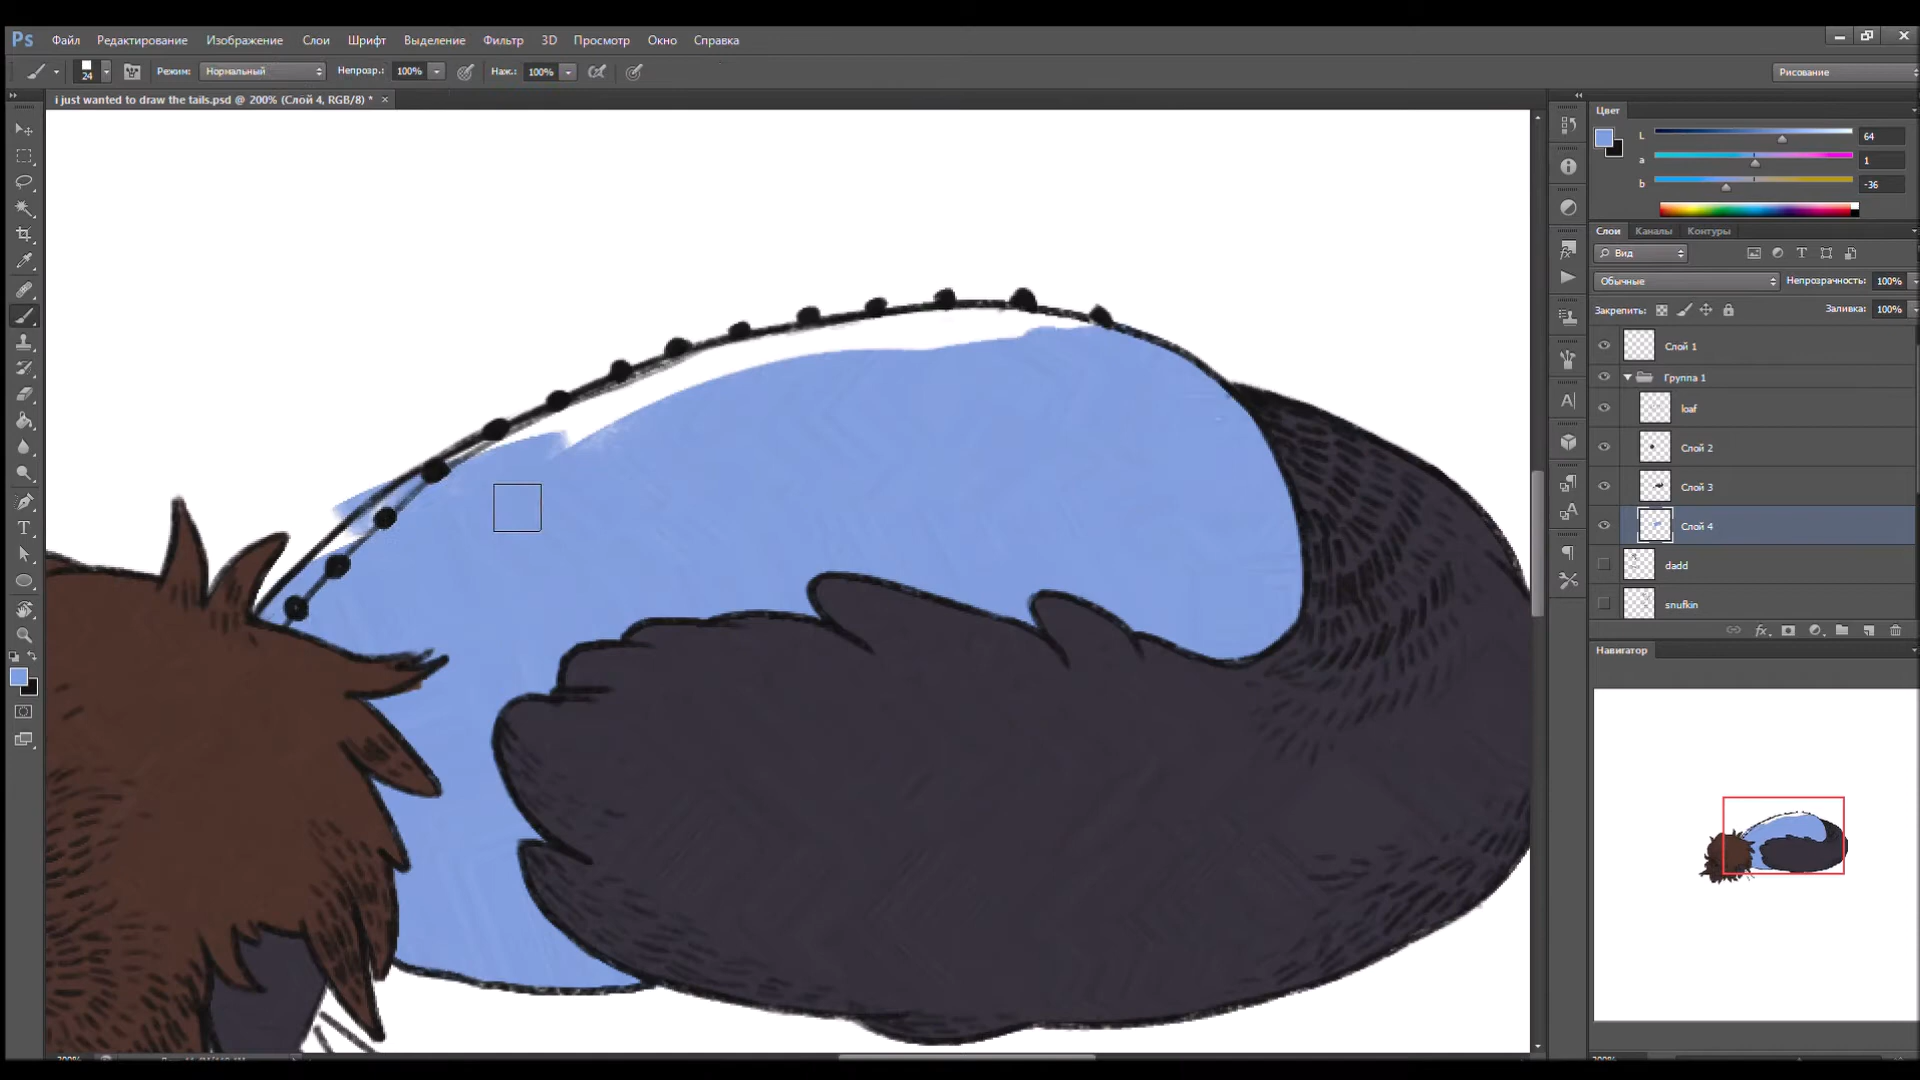 Ps Файл Редактирование Изображение Слои Шрифт Выделение Фильтр 3D Просмотр Окно Справка
24 Режим: Нормальный Непрозр.: 100% Наж.: 100% Рисование
i just wanted to draw the tails.psd @ 200% (Слой 4, RGB/8) * ×
Цвет
L 64
a 1
b -36
Слои Каналы Контуры
Вид
Обычные Непрозрачность: 100%
Закрепить: Заливка: 100%
Слой 1
Группа 1
loaf
Слой 2
Слой 3
Слой 4
dadd
snufkin
Навигатор